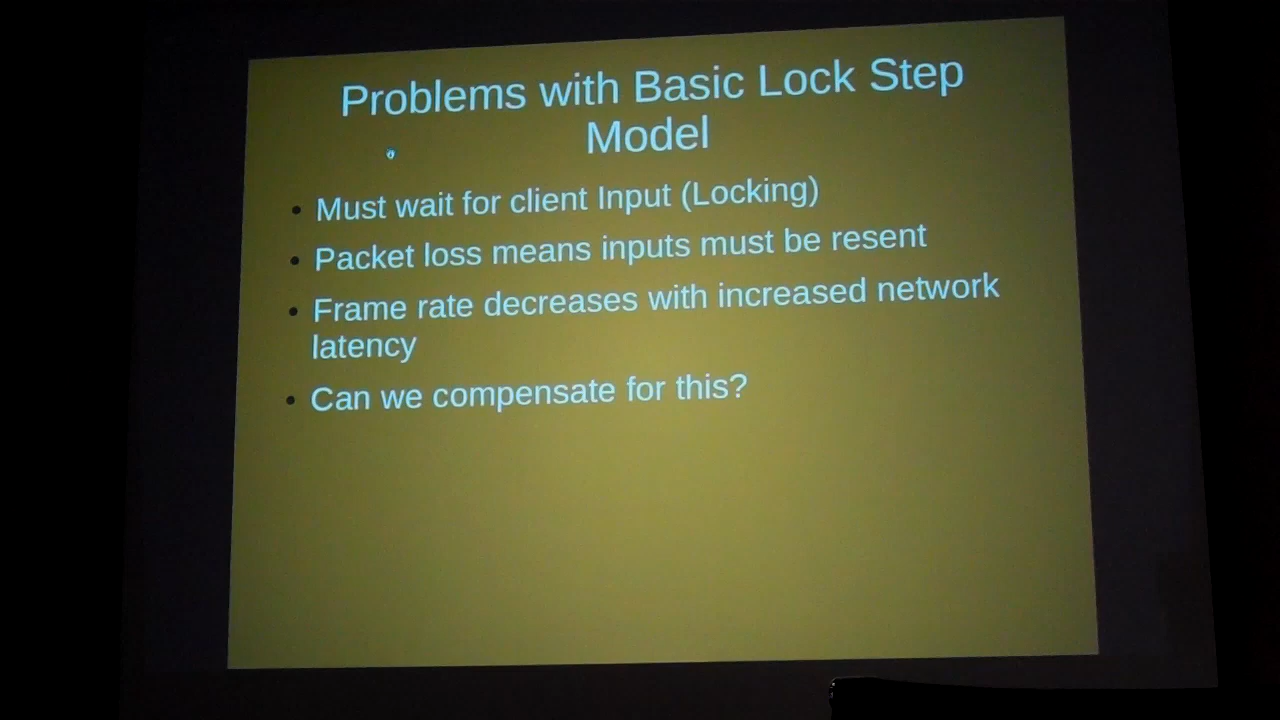 Problems with Basic Lock Step
Model
• Must wait for client Input (Locking)
• Packet loss means inputs must be resent
• Frame rate decreases with increased network
latency
• Can we compensate for this?